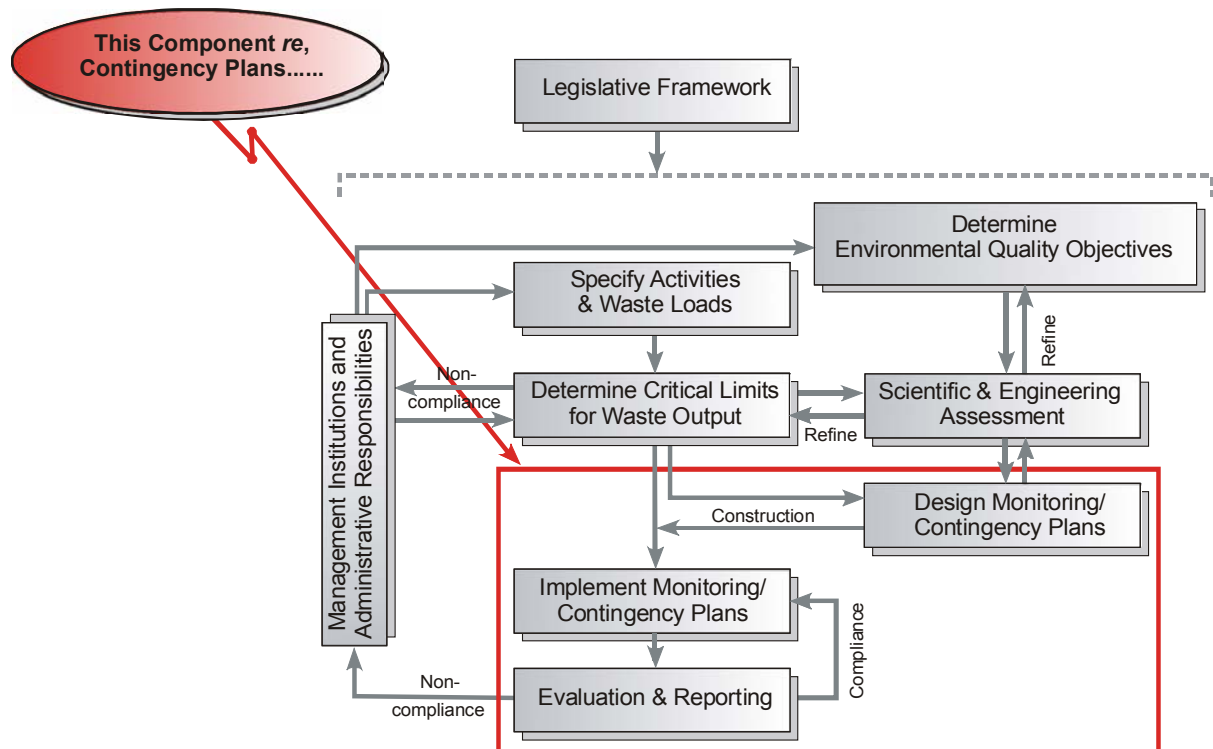 This Component re,
Contingency Plans......
Legislative Framework
Determine
Environmental Quality Objectives
Specify Activities
& Waste Loads
Refine
Management Institutions and
Administrative Responsibilities
Non-
compliance
Determine Critical Limits
for Waste Output
Refine
Scientific & Engineering
Assessment
Construction
Design Monitoring/
Contingency Plans
Implement Monitoring/
Contingency Plans
Compliance
Non-
compliance
Evaluation & Reporting